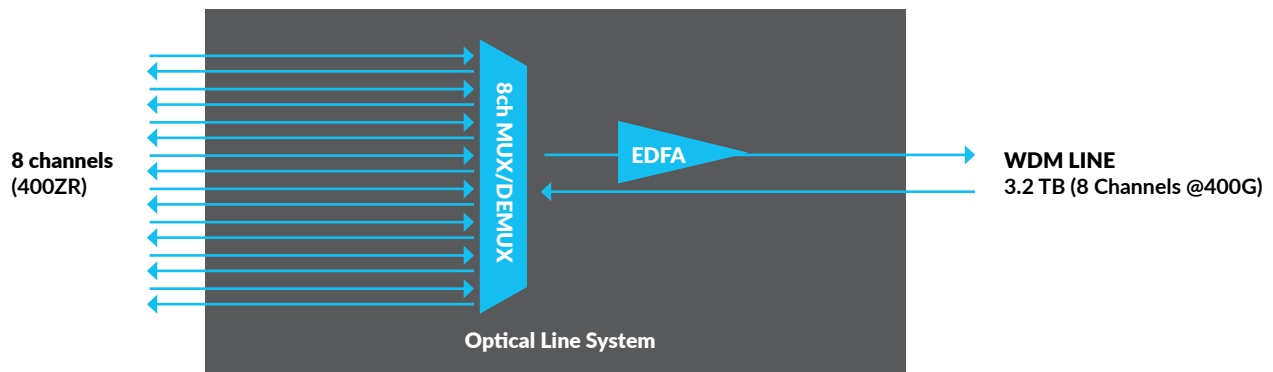 8 channels
(400ZR)
8ch MUX/DEMUX
EDFA
WDM LINE
3.2 TB (8 Channels @400G)
Optical Line System